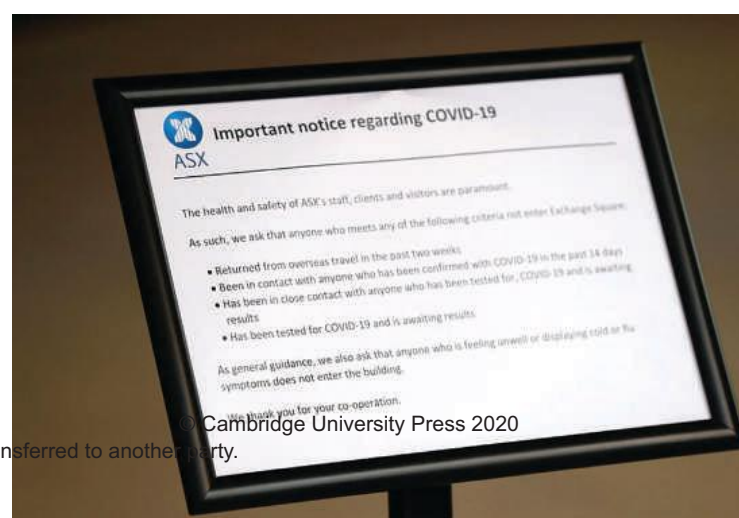 Important notice regarding COVID-19
ASX
The health and safety of ASX's staff, clients and visitors are paramount.
As such, we ask that anyone who meets any of the following criteria not enter Exchange Square:
• Returned from overseas travel in the past two weeks
• Been in contact with anyone who has been confirmed with COVID-19 in the past 14 days
• Has been in close contact with anyone who has been tested for, COVID-19 and is awaiting
results
• Has been tested for COVID-19 and is awaiting results
As general guidance, we also ask that anyone who is feeling unwell or displaying cold or flu
symptoms does not enter the building.
We thank you for your co-operation.
© Cambridge University Press 2020
nsferred to another party.